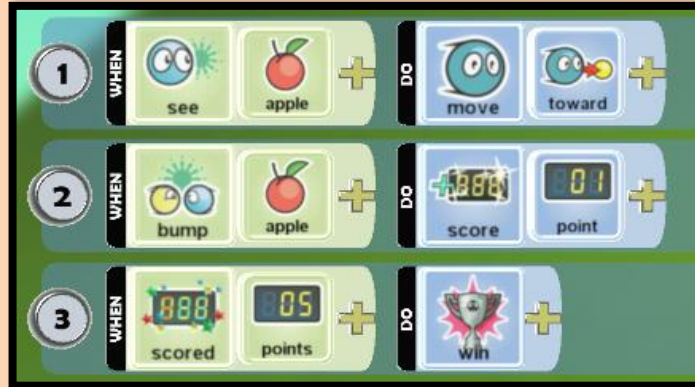 1 WHEN see apple DO move toward
2 WHEN bump apple DO score 01 point
3 WHEN scored 05 points DO win